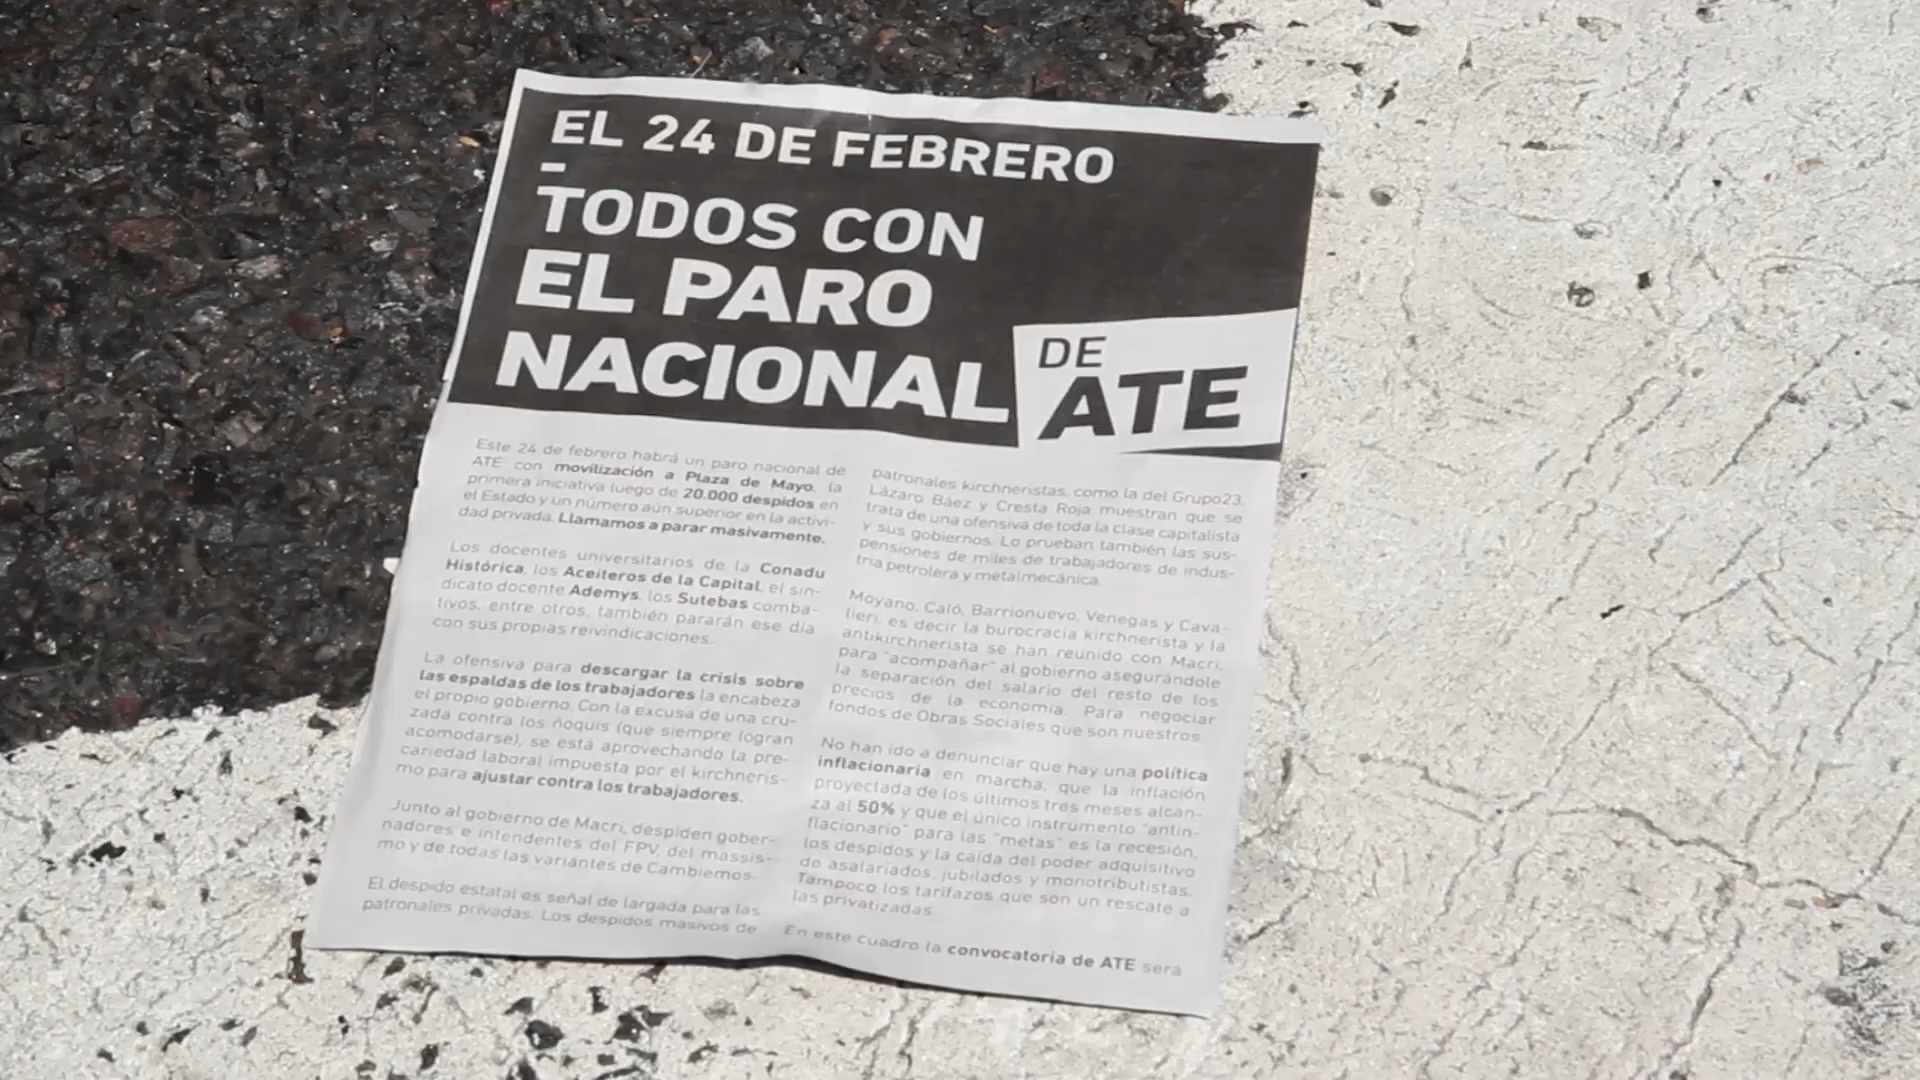 EL 24 DE FEBRERO
-
TODOS CON
EL PARO
NACIONAL
DE
ATE
Este 24 de febrero habrá un paro nacional de
ATE con movilización a Plaza de Mayo, la
primera iniciativa luego de 20.000 despidos en
el Estado y un número aún superior en la activi-
dad privada. Llamamos a parar masivamente.
Los docentes universitarios de la Conadu
Histórica, los Aceiteros de la Capital, el sin-
dicato docente Ademys, los Sutebas comba-
tivos, entre otros, también pararán ese día
con sus propias reivindicaciones.
La ofensiva para descargar la crisis sobre
las espaldas de los trabajadores la encabeza
el propio gobierno. Con la excusa de una cru-
zada contra los ñoquis (que siempre logran
acomodarse), se está aprovechando la pre-
cariedad laboral impuesta por el kirchneris-
mo para ajustar contra los trabajadores.
Junto al gobierno de Macri, despiden gober-
nadores e intendentes del FPV, del massis-
mo y de todas las variantes de Cambiemos.
El despido estatal es señal de largada para las
patronales privadas. Los despidos masivos de
patronales kirchneristas, como la del Grupo23,
Lázaro Báez y Cresta Roja, muestran que se
trata de una ofensiva de toda la clase capitalista
y sus gobiernos. Lo prueban también las sus-
pensiones de miles de trabajadores de indus-
tria petrolera y metalmecánica.
Moyano, Caló, Barrionuevo, Venegas y Cava-
lieri, es decir la burocracia kirchnerista y la
antikirchnerista se han reunido con Macri,
para "acompañar" al gobierno asegurándole
la separación del salario del resto de los
precios de la economía. Para negociar
fondos de Obras Sociales que son nuestros.
No han ido a denunciar que hay una política
inflacionaria en marcha, que la inflación
proyectada de los últimos tres meses alcan-
za al 50% y que el único instrumento "antin-
flacionario" para las "metas" es la recesión,
los despidos y la caída del poder adquisitivo
de asalariados, jubilados y monotributistas.
Tampoco los tarifazos que son un rescate a
las privatizadas.
En este cuadro la convocatoria de ATE será